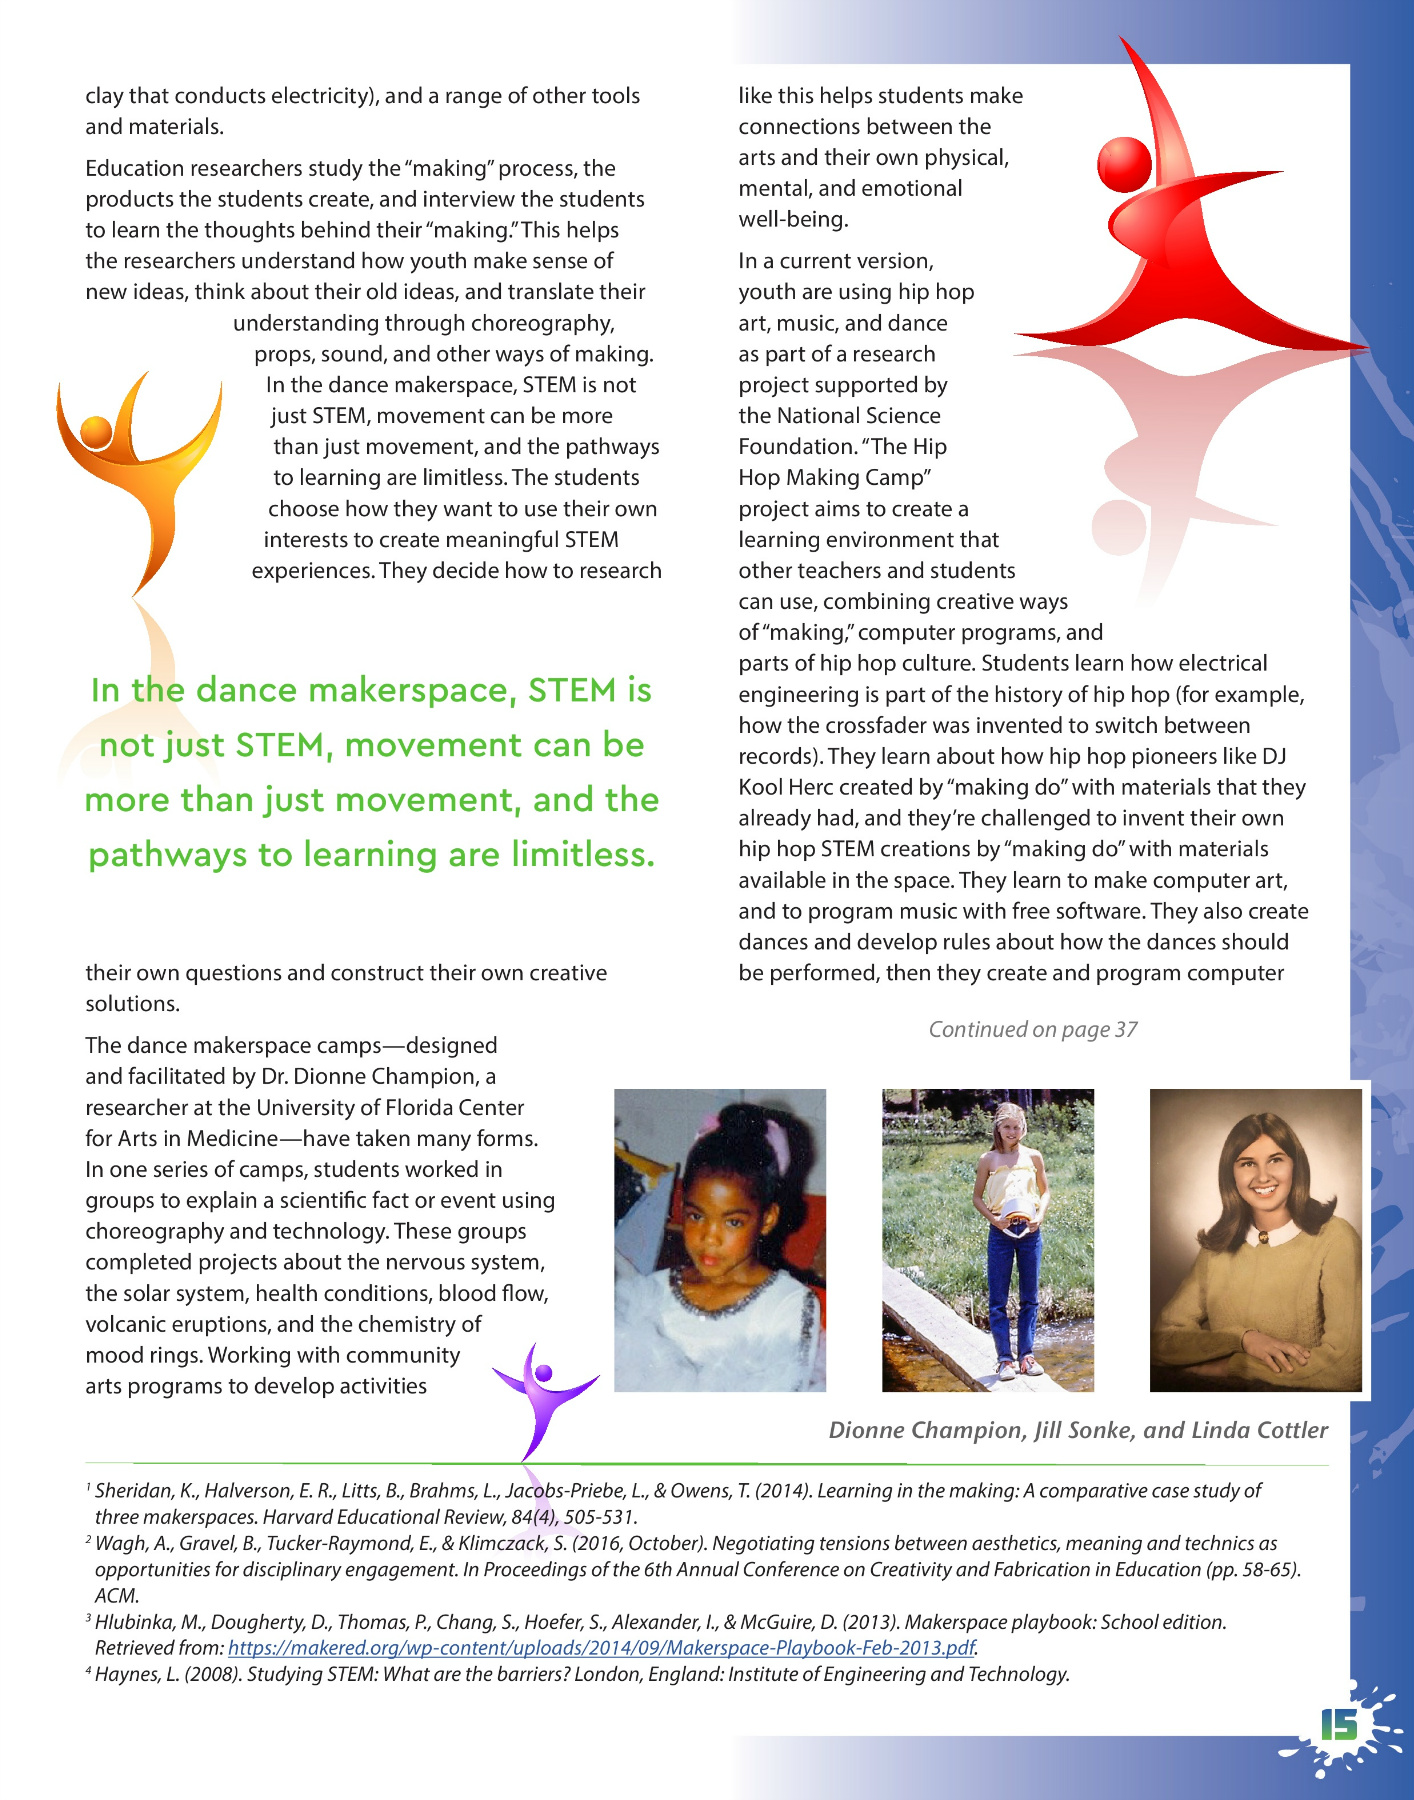 clay that conducts electricity), and a range of other tools
and materials.
Education researchers study the “making” process, the
products the students create, and interview the students
to learn the thoughts behind their “making.” This helps
the researchers understand how youth make sense of
new ideas, think about their old ideas, and translate their
understanding through choreography,
props, sound, and other ways of making.
In the dance makerspace, STEM is not
just STEM, movement can be more
than just movement, and the pathways
to learning are limitless. The students
choose how they want to use their own
interests to create meaningful STEM
experiences. They decide how to research
In the dance makerspace, STEM is
not just STEM, movement can be
more than just movement, and the
pathways to learning are limitless.
their own questions and construct their own creative
solutions.
The dance makerspace camps—designed
and facilitated by Dr. Dionne Champion, a
researcher at the University of Florida Center
for Arts in Medicine—have taken many forms.
In one series of camps, students worked in
groups to explain a scientific fact or event using
choreography and technology. These groups
completed projects about the nervous system,
the solar system, health conditions, blood flow,
volcanic eruptions, and the chemistry of
mood rings. Working with community
arts programs to develop activities
like this helps students make
connections between the
arts and their own physical,
mental, and emotional
well-being.
In a current version,
youth are using hip hop
art, music, and dance
as part of a research
project supported by
the National Science
Foundation. “The Hip
Hop Making Camp”
project aims to create a
learning environment that
other teachers and students
can use, combining creative ways
of “making,” computer programs, and
parts of hip hop culture. Students learn how electrical
engineering is part of the history of hip hop (for example,
how the crossfader was invented to switch between
records). They learn about how hip hop pioneers like DJ
Kool Herc created by “making do” with materials that they
already had, and they’re challenged to invent their own
hip hop STEM creations by “making do” with materials
available in the space. They learn to make computer art,
and to program music with free software. They also create
dances and develop rules about how the dances should
be performed, then they create and program computer
Continued on page 37
Dionne Champion, Jill Sonke, and Linda Cottler
1 Sheridan, K., Halverson, E. R., Litts, B., Brahms, L., Jacobs-Priebe, L., & Owens, T. (2014). Learning in the making: A comparative case study of
three makerspaces. Harvard Educational Review, 84(4), 505-531.
2 Wagh, A., Gravel, B., Tucker-Raymond, E., & Klimczack, S. (2016, October). Negotiating tensions between aesthetics, meaning and technics as
opportunities for disciplinary engagement. In Proceedings of the 6th Annual Conference on Creativity and Fabrication in Education (pp. 58-65).
ACM.
3 Hlubinka, M., Dougherty, D., Thomas, P., Chang, S., Hoefer, S., Alexander, I., & McGuire, D. (2013). Makerspace playbook: School edition.
Retrieved from: https://makered.org/wp-content/uploads/2014/09/Makerspace-Playbook-Feb-2013.pdf.
4 Haynes, L. (2008). Studying STEM: What are the barriers? London, England: Institute of Engineering and Technology.
15